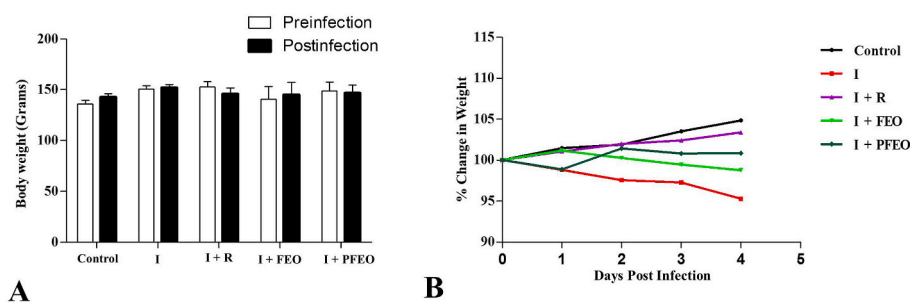 Preinfection
Postinfection
200
150
100
50
0
Body weight (Grams)
Control
I
I + R
I + FEO
I + PFEO
A
115
110
105
100
95
90
% Change in Weight
0
1
2
3
4
5
Days Post Infection
Control
I
I + R
I + FEO
I + PFEO
B